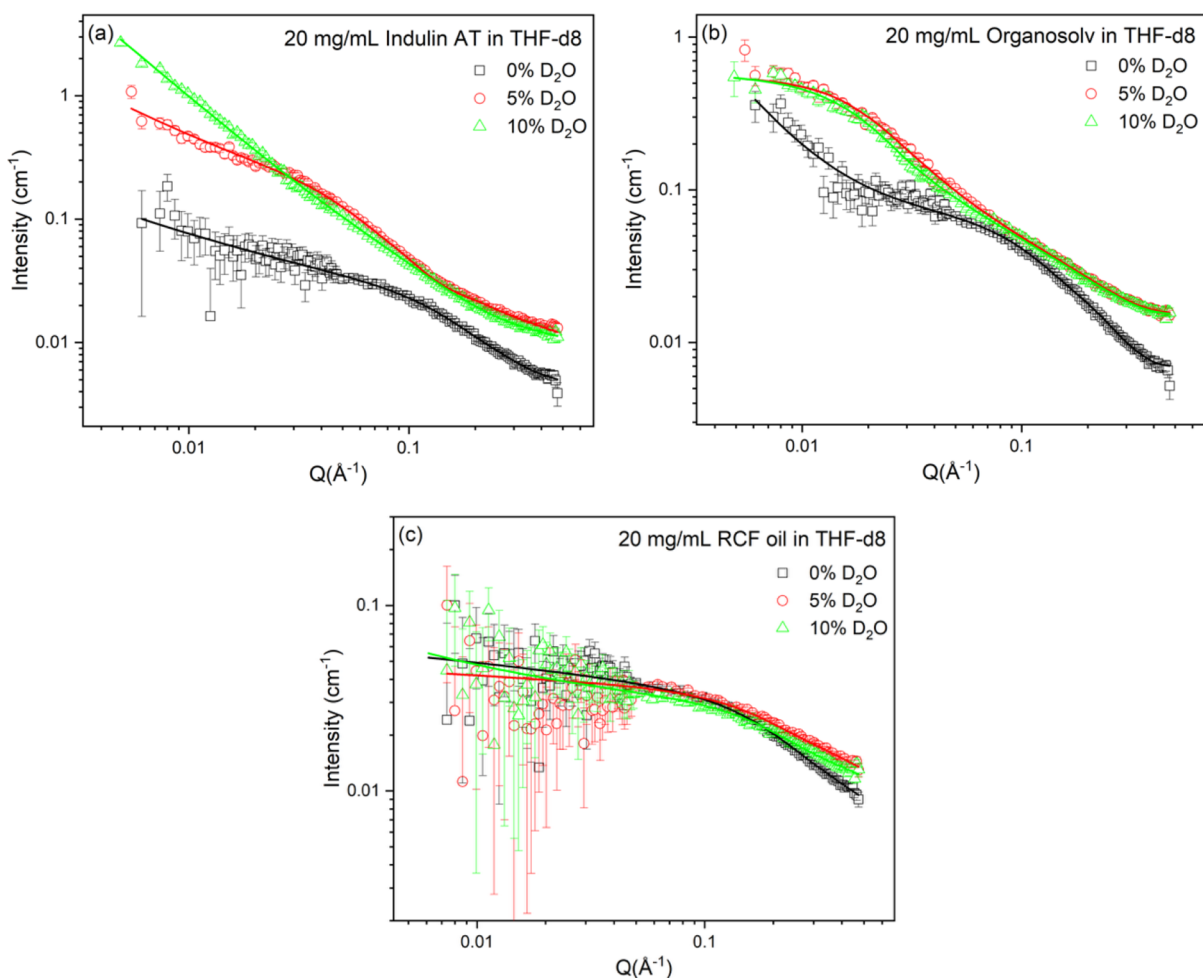 (a)
20 mg/mL Indulin AT in THF-d8
0% D₂O
5% D₂O
10% D₂O
1
0.1
0.01
Intensity (cm⁻¹)
0.01
0.1
Q(Å⁻¹)
(b)
20 mg/mL Organosolv in THF-d8
0% D₂O
5% D₂O
10% D₂O
1
0.1
0.01
Intensity (cm⁻¹)
0.01
0.1
Q(Å⁻¹)
(c)
20 mg/mL RCF oil in THF-d8
0% D₂O
5% D₂O
10% D₂O
0.1
0.01
Intensity (cm⁻¹)
0.01
0.1
Q(Å⁻¹)